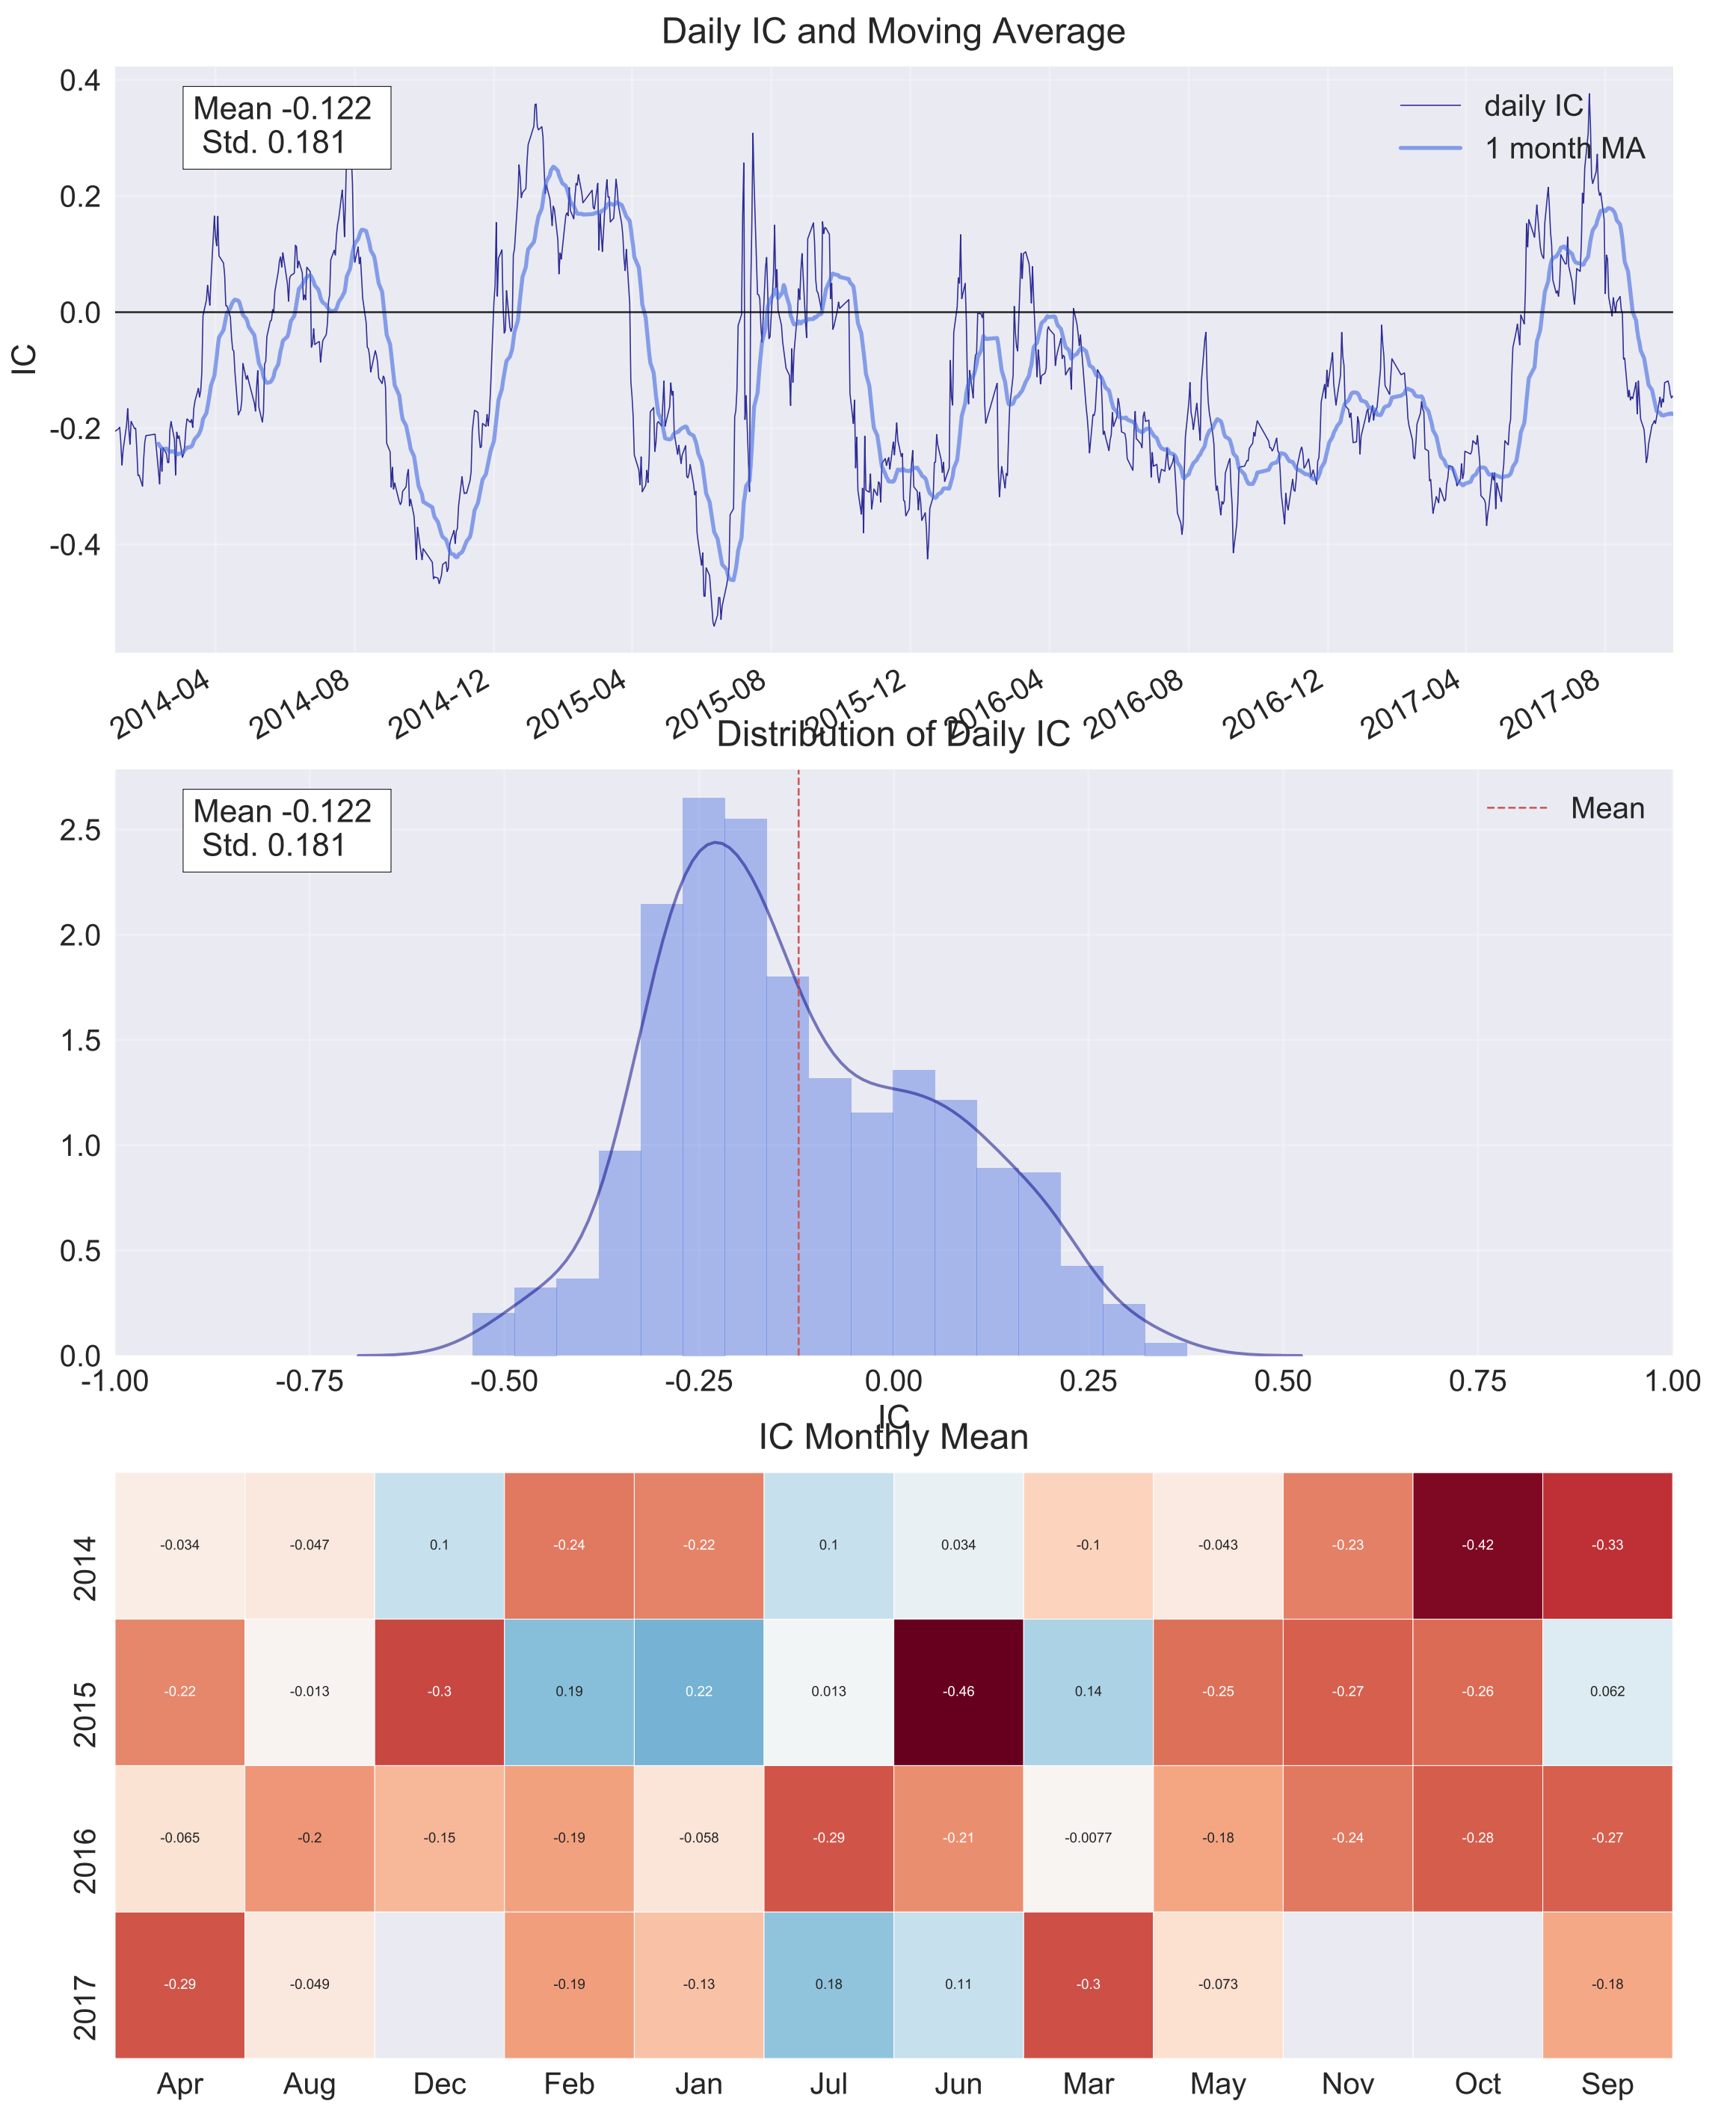 Daily IC and Moving Average
0.4
0.2
0.0
-0.2
-0.4
IC
Mean -0.122
Std. 0.181
daily IC
1 month MA
2014-04 2014-08 2014-12 2015-04 2015-08 2015-12 2016-04 2016-08 2016-12 2017-04 2017-08
Distribution of Daily IC
2.5
2.0
1.5
1.0
0.5
0.0
Mean -0.122
Std. 0.181
Mean
-1.00 -0.75 -0.50 -0.25 0.00 0.25 0.50 0.75 1.00
IC
IC Monthly Mean
2014 -0.034 -0.047 0.1 -0.24 -0.22 0.1 0.034 -0.1 -0.043 -0.23 -0.42 -0.33
2015 -0.22 -0.013 -0.3 0.19 0.22 0.013 -0.46 0.14 -0.25 -0.27 -0.26 0.062
2016 -0.065 -0.2 -0.15 -0.19 -0.058 -0.29 -0.21 -0.0077 -0.18 -0.24 -0.28 -0.27
2017 -0.29 -0.049 -0.19 -0.13 0.18 0.11 -0.3 -0.073 -0.18
Apr Aug Dec Feb Jan Jul Jun Mar May Nov Oct Sep